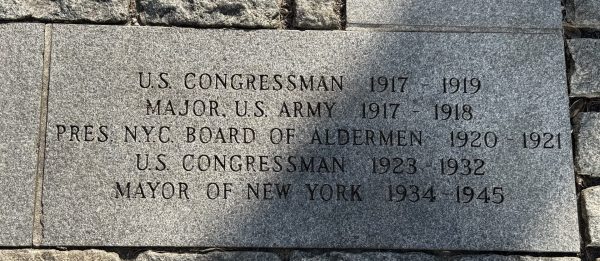 U.S. CONGRESSMAN 1917 - 1919
MAJOR, U.S. ARMY 1917 - 1918
PRES. N.Y.C. BOARD OF ALDERMEN 1920 - 1921
U.S. CONGRESSMAN 1923 - 1932
MAYOR OF NEW YORK 1934 - 1945